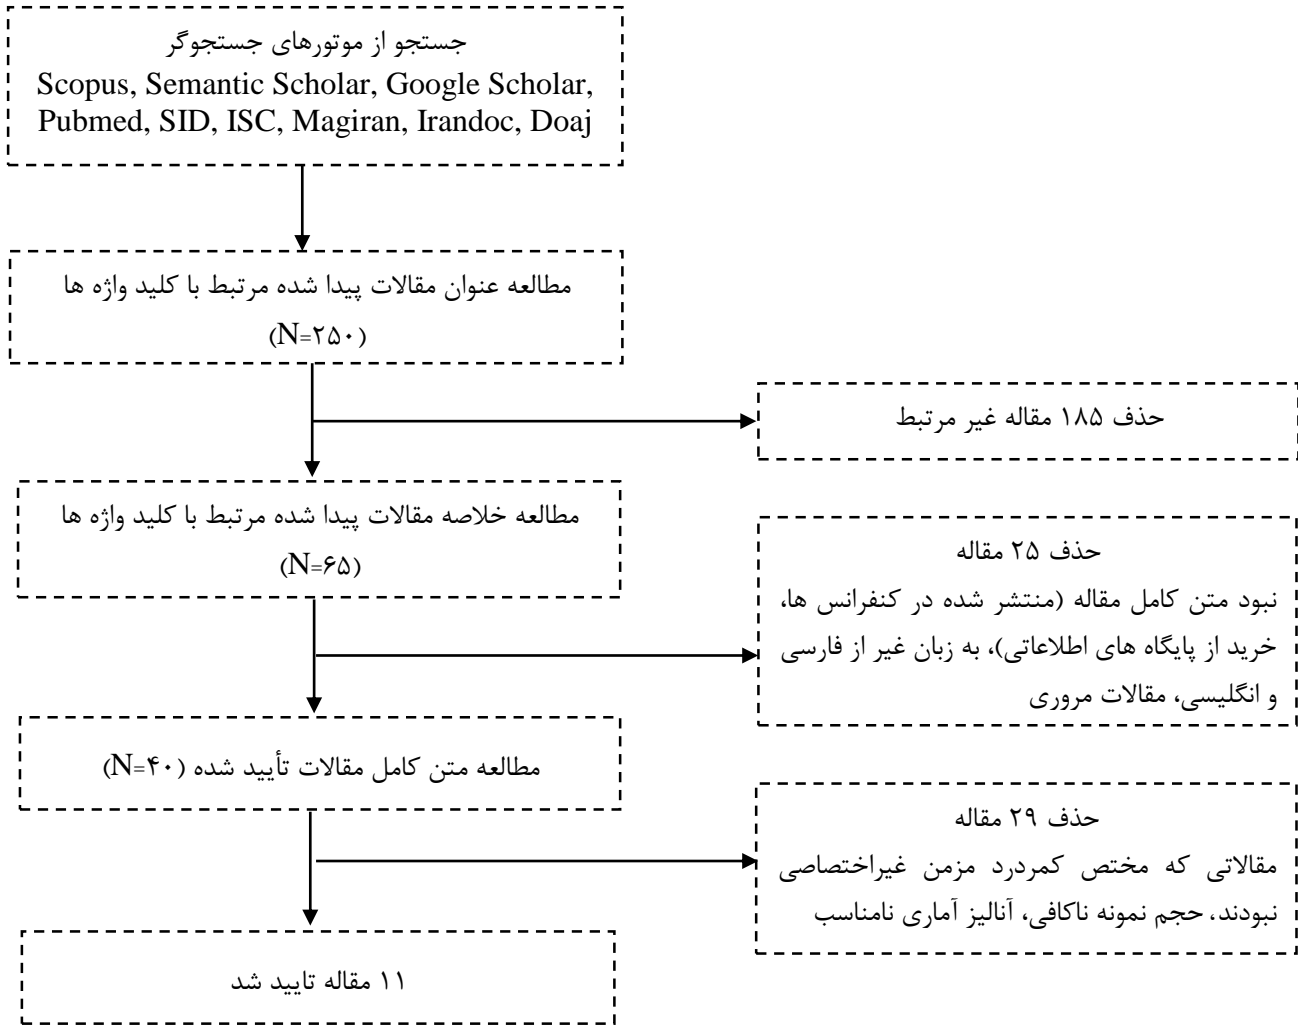 جستجو از موتورهای جستجوگر
Scopus, Semantic Scholar, Google Scholar,
Pubmed, SID, ISC, Magiran, Irandoc, Doaj
مطالعه عنوان مقالات پیدا شده مرتبط با کلید واژه ها
(N=۲۵۰)
حذف ۱۸۵ مقاله غیر مرتبط
مطالعه خلاصه مقالات پیدا شده مرتبط با کلید واژه ها
(N=۶۵)
حذف ۲۵ مقاله
نبود متن کامل مقاله (منتشر شده در کنفرانس ها،
خرید از پایگاه های اطلاعاتی)، به زبان غیر از فارسی
و انگلیسی، مقالات مروری
مطالعه متن کامل مقالات تأیید شده (N=۴۰)
حذف ۲۹ مقاله
مقالاتی که مختص کمردرد مزمن غیراختصاصی
نبودند، حجم نمونه ناکافی، آنالیز آماری نامناسب
۱۱ مقاله تایید شد